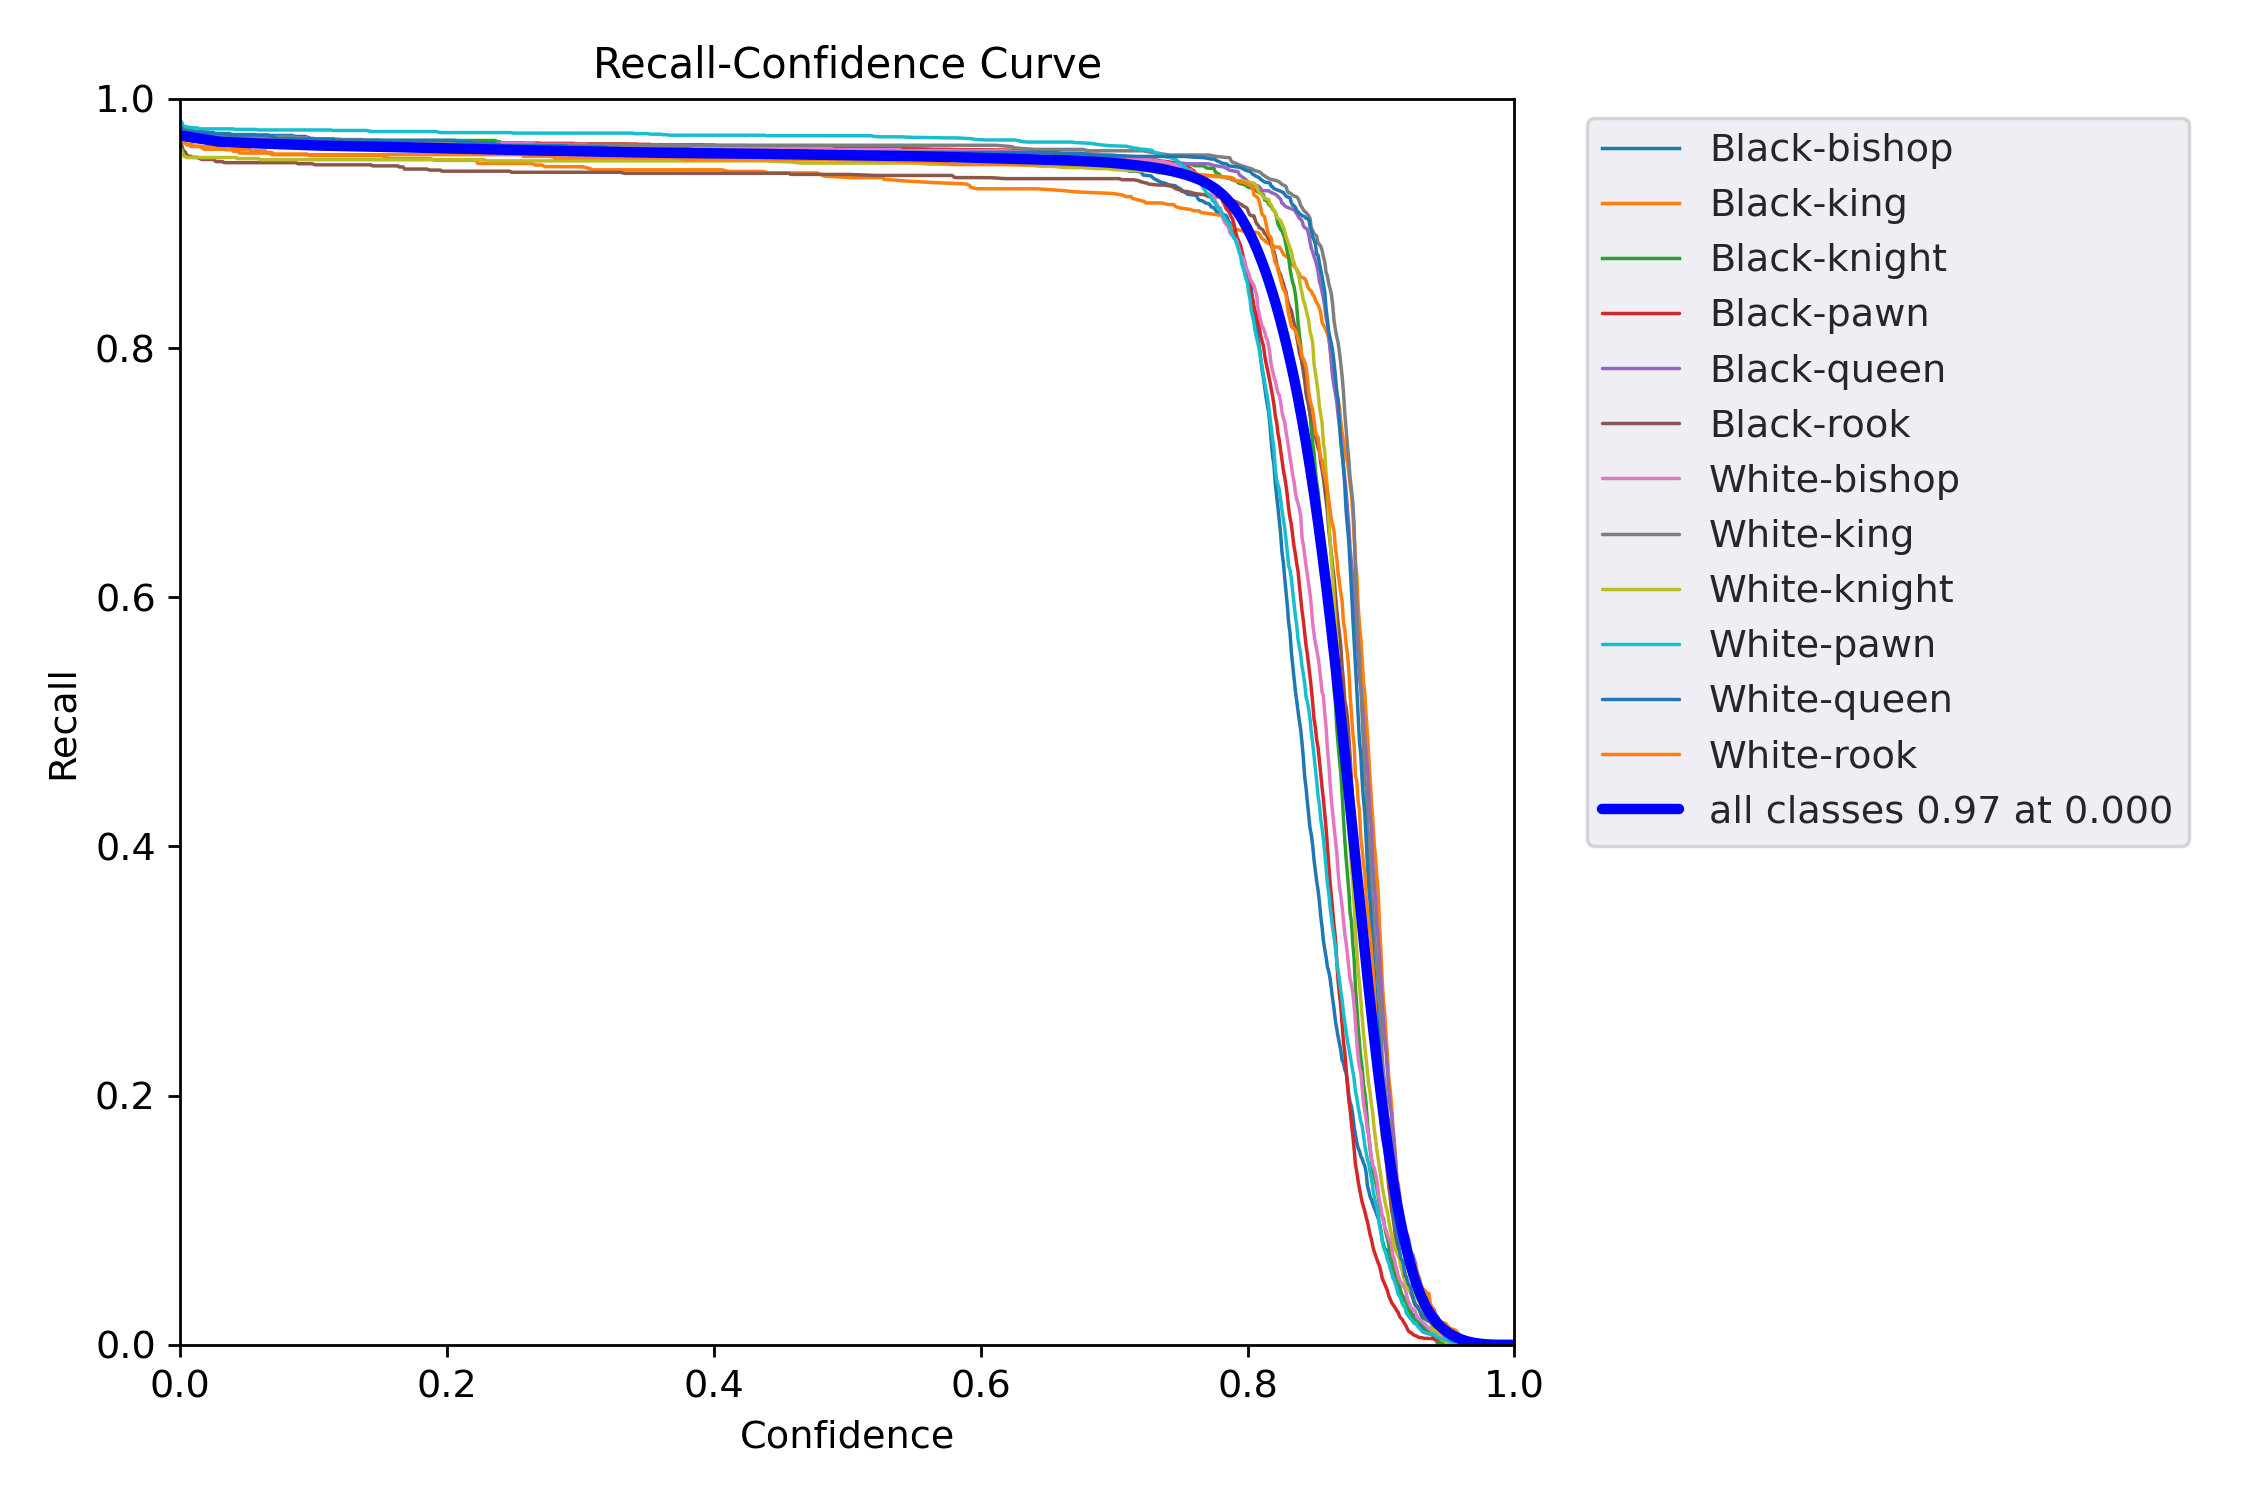 Recall-Confidence Curve
1.0
0.8
0.6
0.4
0.2
0.0
Recall
0.0 0.2 0.4 0.6 0.8 1.0
Confidence
Black-bishop
Black-king
Black-knight
Black-pawn
Black-queen
Black-rook
White-bishop
White-king
White-knight
White-pawn
White-queen
White-rook
all classes 0.97 at 0.000